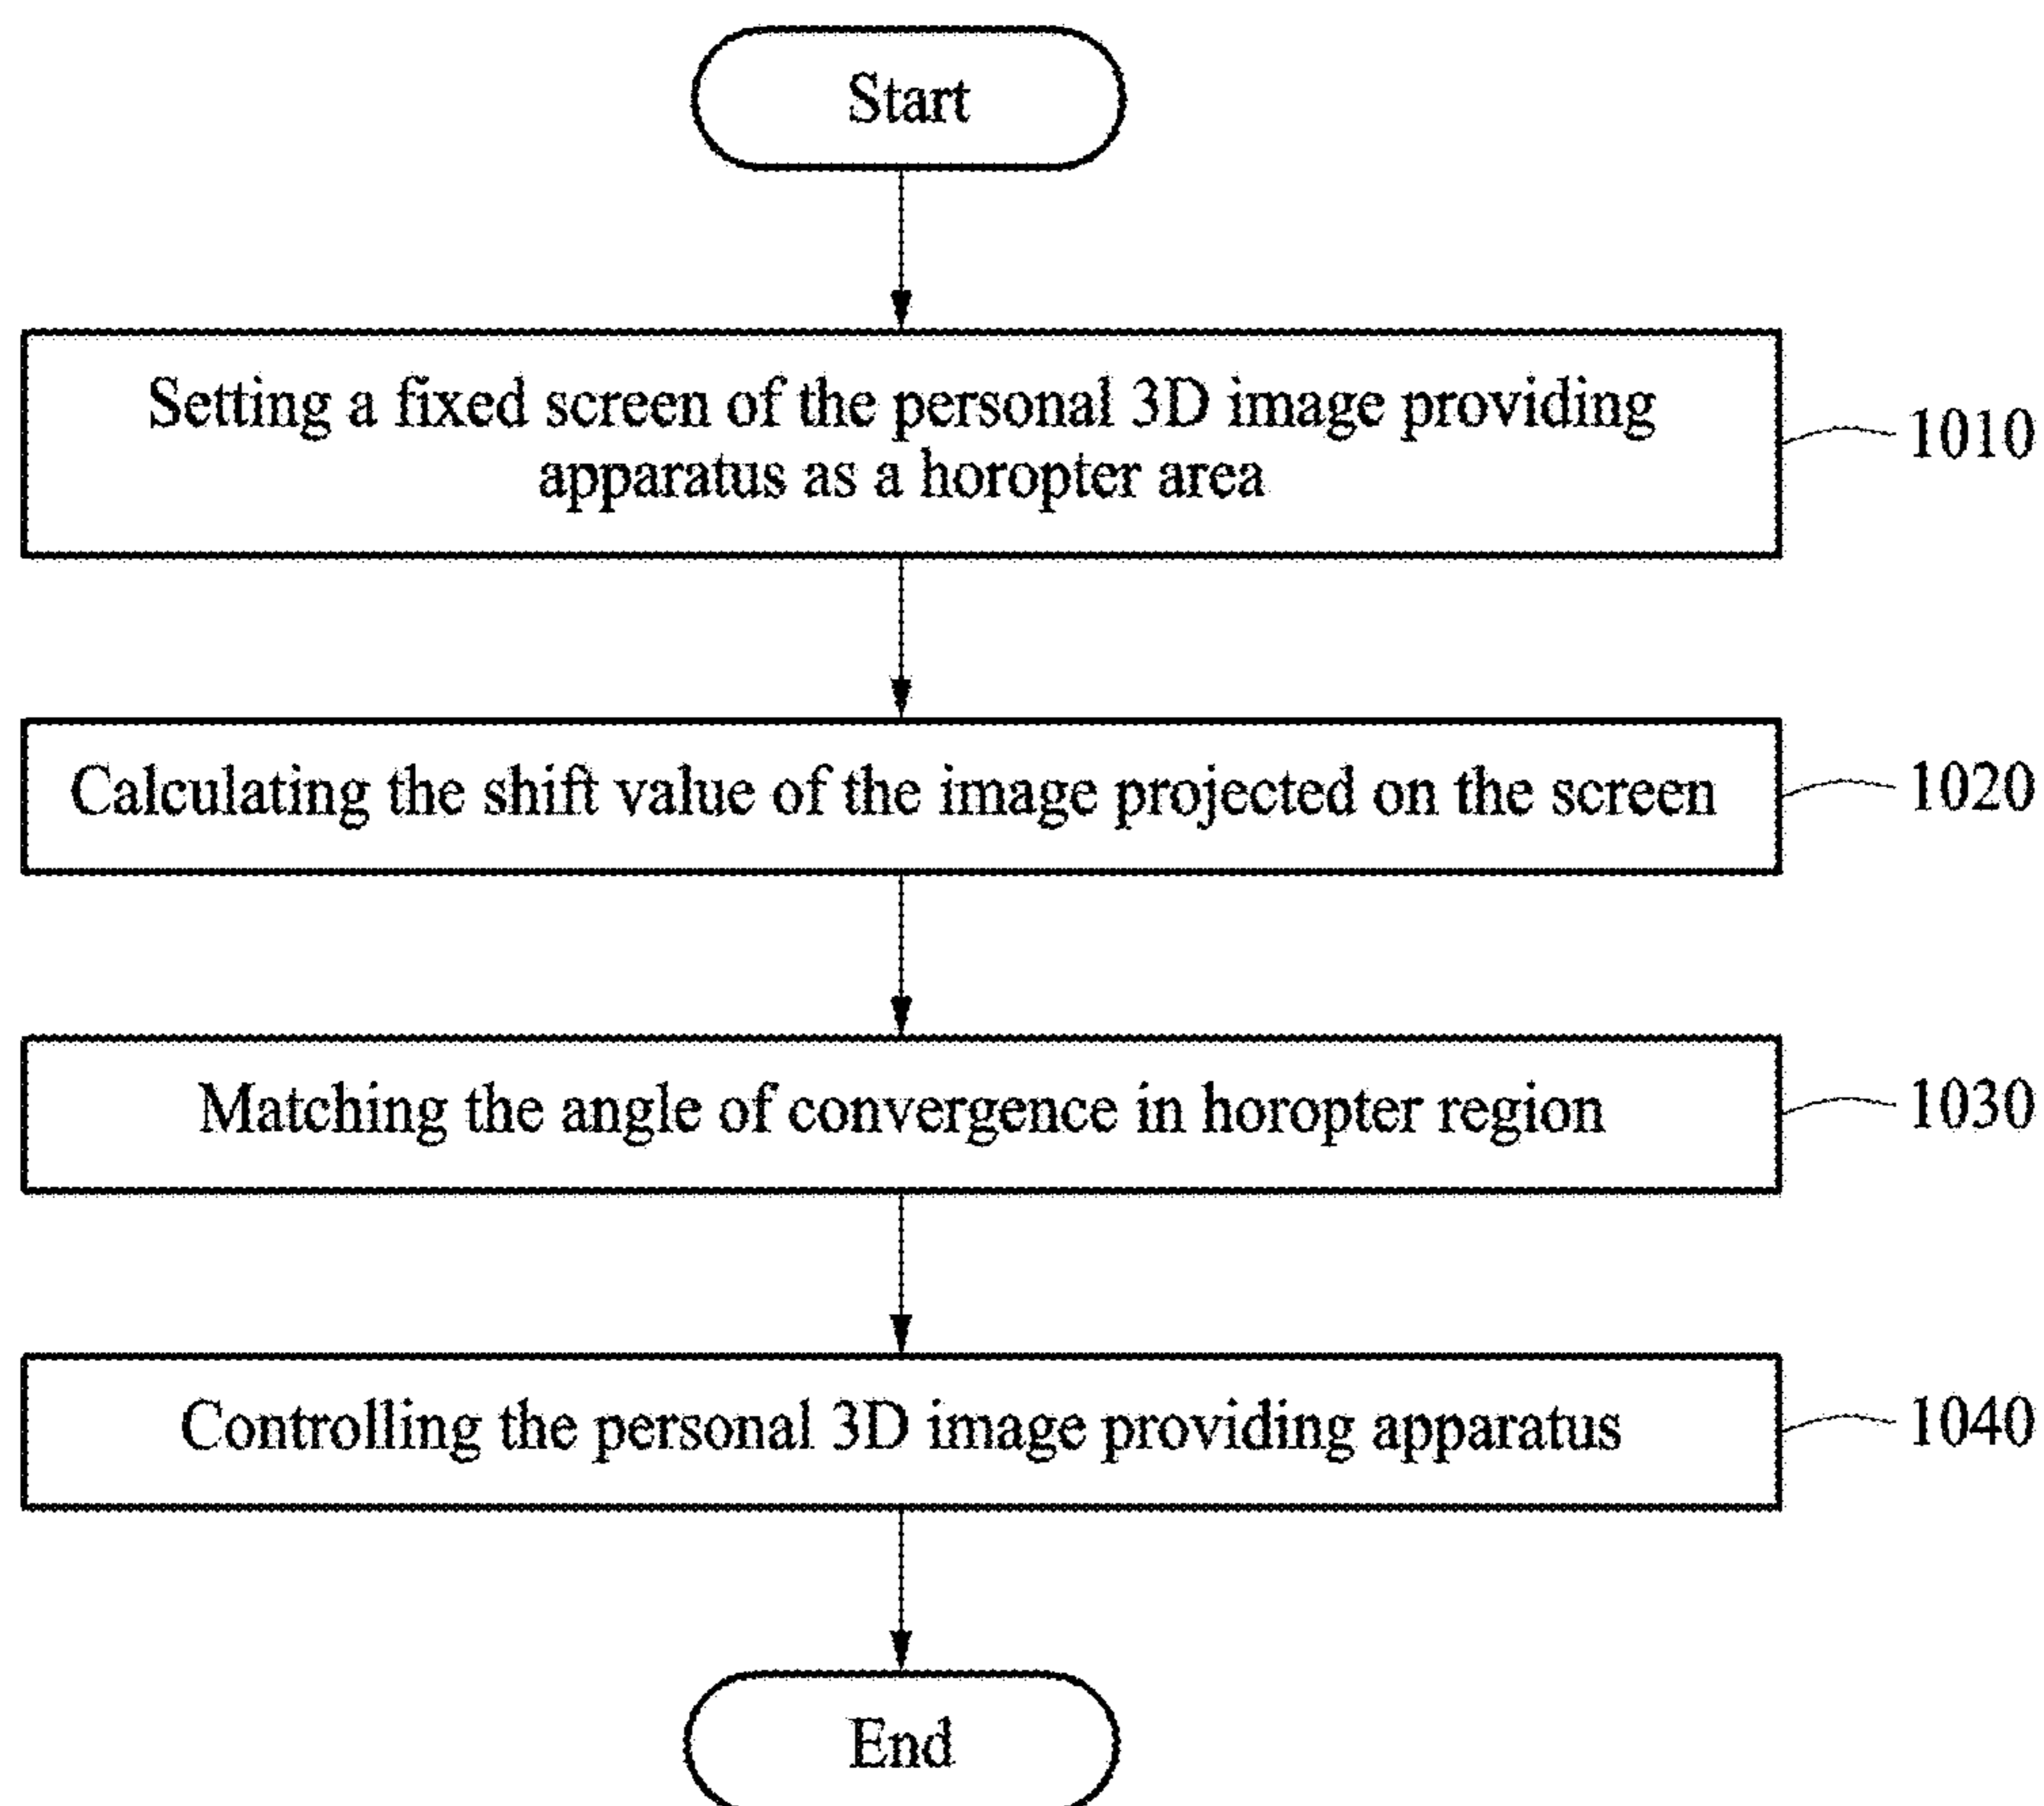 Start
Setting a fixed screen of the personal 3D image providing
apparatus as a horopter area
1010
Calculating the shift value of the image projected on the screen
1020
Matching the angle of convergence in horopter region
1030
Controlling the personal 3D image providing apparatus
1040
End